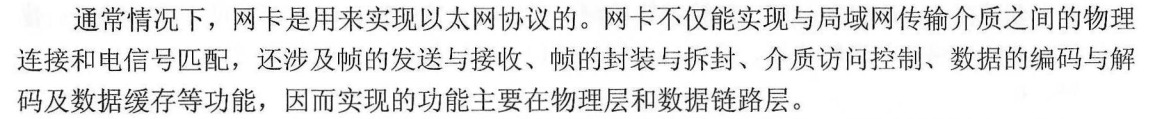 通常情况下，网卡是用来实现以太网协议的。网卡不仅能实现与局域网传输介质之间的物理
连接和电信号匹配，还涉及帧的发送与接收、帧的封装与拆封、介质访问控制、数据的编码与解
码及数据缓存等功能，因而实现的功能主要在物理层和数据链路层。